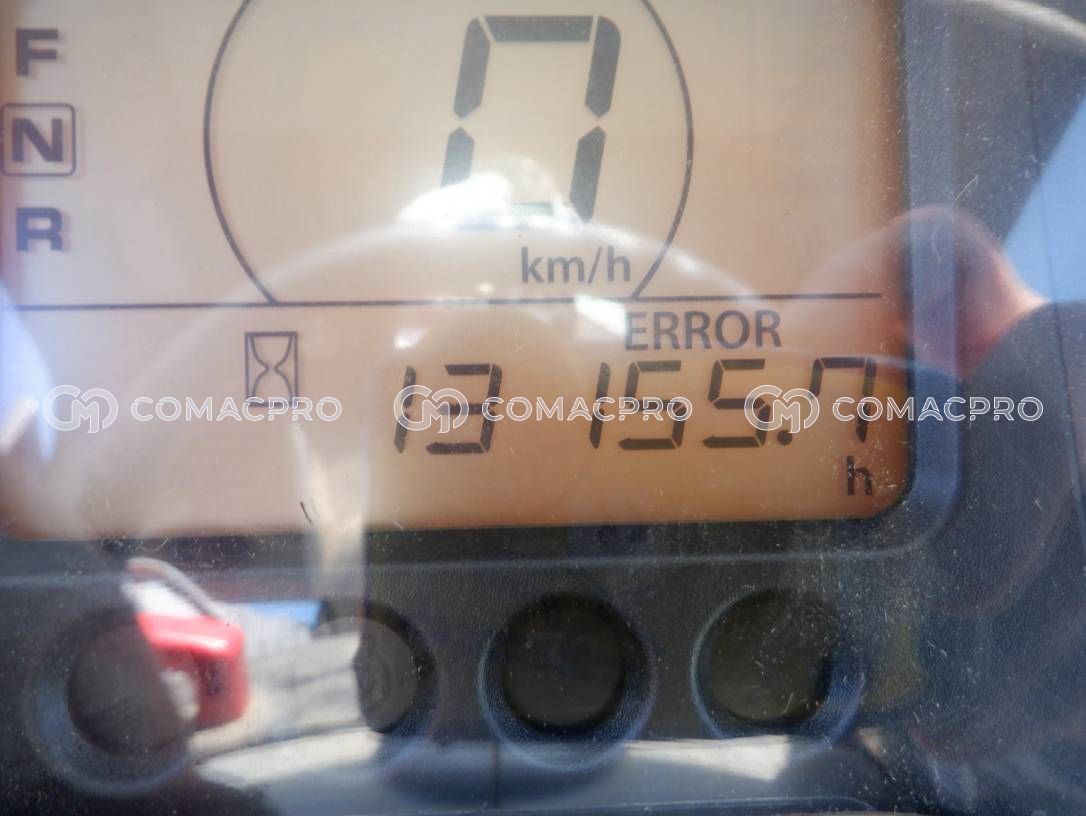 F
N
0
R
km/h
ERROR
13155.7
COMACPRO COMACPRO COMACPRO
h